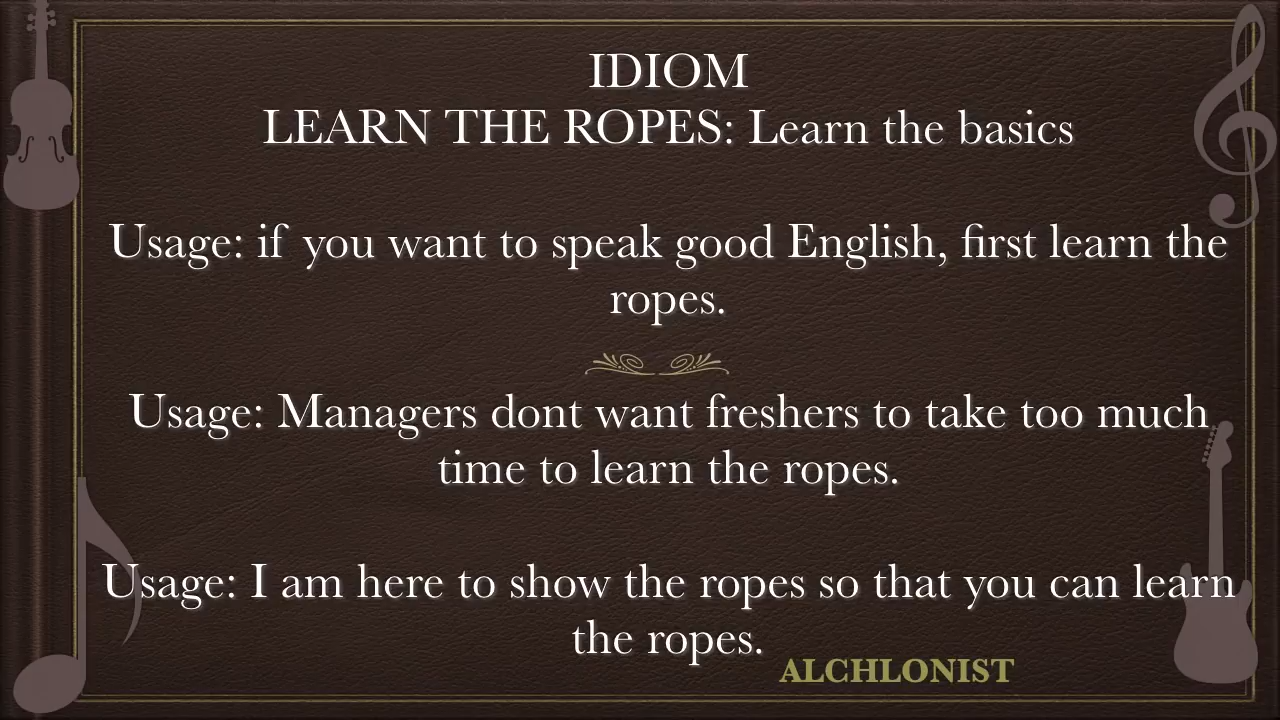 IDIOM
LEARN THE ROPES: Learn the basics
Usage: if you want to speak good English, first learn the
ropes.
Usage: Managers dont want freshers to take too much
time to learn the ropes.
Usage: I am here to show the ropes so that you can learn
the ropes.
ALCHLONIST